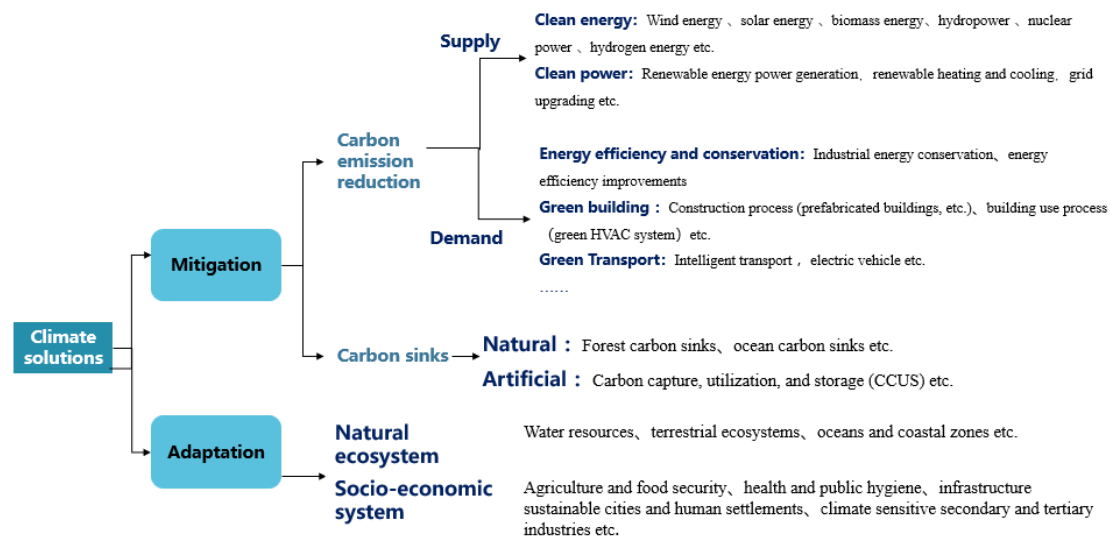 Supply
Clean energy: Wind energy 、solar energy 、biomass energy、hydropower 、nuclear
power 、hydrogen energy etc.
Clean power: Renewable energy power generation、renewable heating and cooling、grid
upgrading etc.
Carbon
emission
reduction
Energy efficiency and conservation: Industrial energy conservation、energy
efficiency improvements
Demand
Green building : Construction process (prefabricated buildings, etc.)、building use process
（green HVAC system）etc.
Green Transport: Intelligent transport ，electric vehicle etc.
……
Climate
solutions
Mitigation
Carbon sinks
Natural : Forest carbon sinks、ocean carbon sinks etc.
Artificial : Carbon capture, utilization, and storage (CCUS) etc.
Adaptation
Natural
ecosystem
Water resources、terrestrial ecosystems、oceans and coastal zones etc.
Socio-economic
system
Agriculture and food security、health and public hygiene、infrastructure
sustainable cities and human settlements、climate sensitive secondary and tertiary
industries etc.